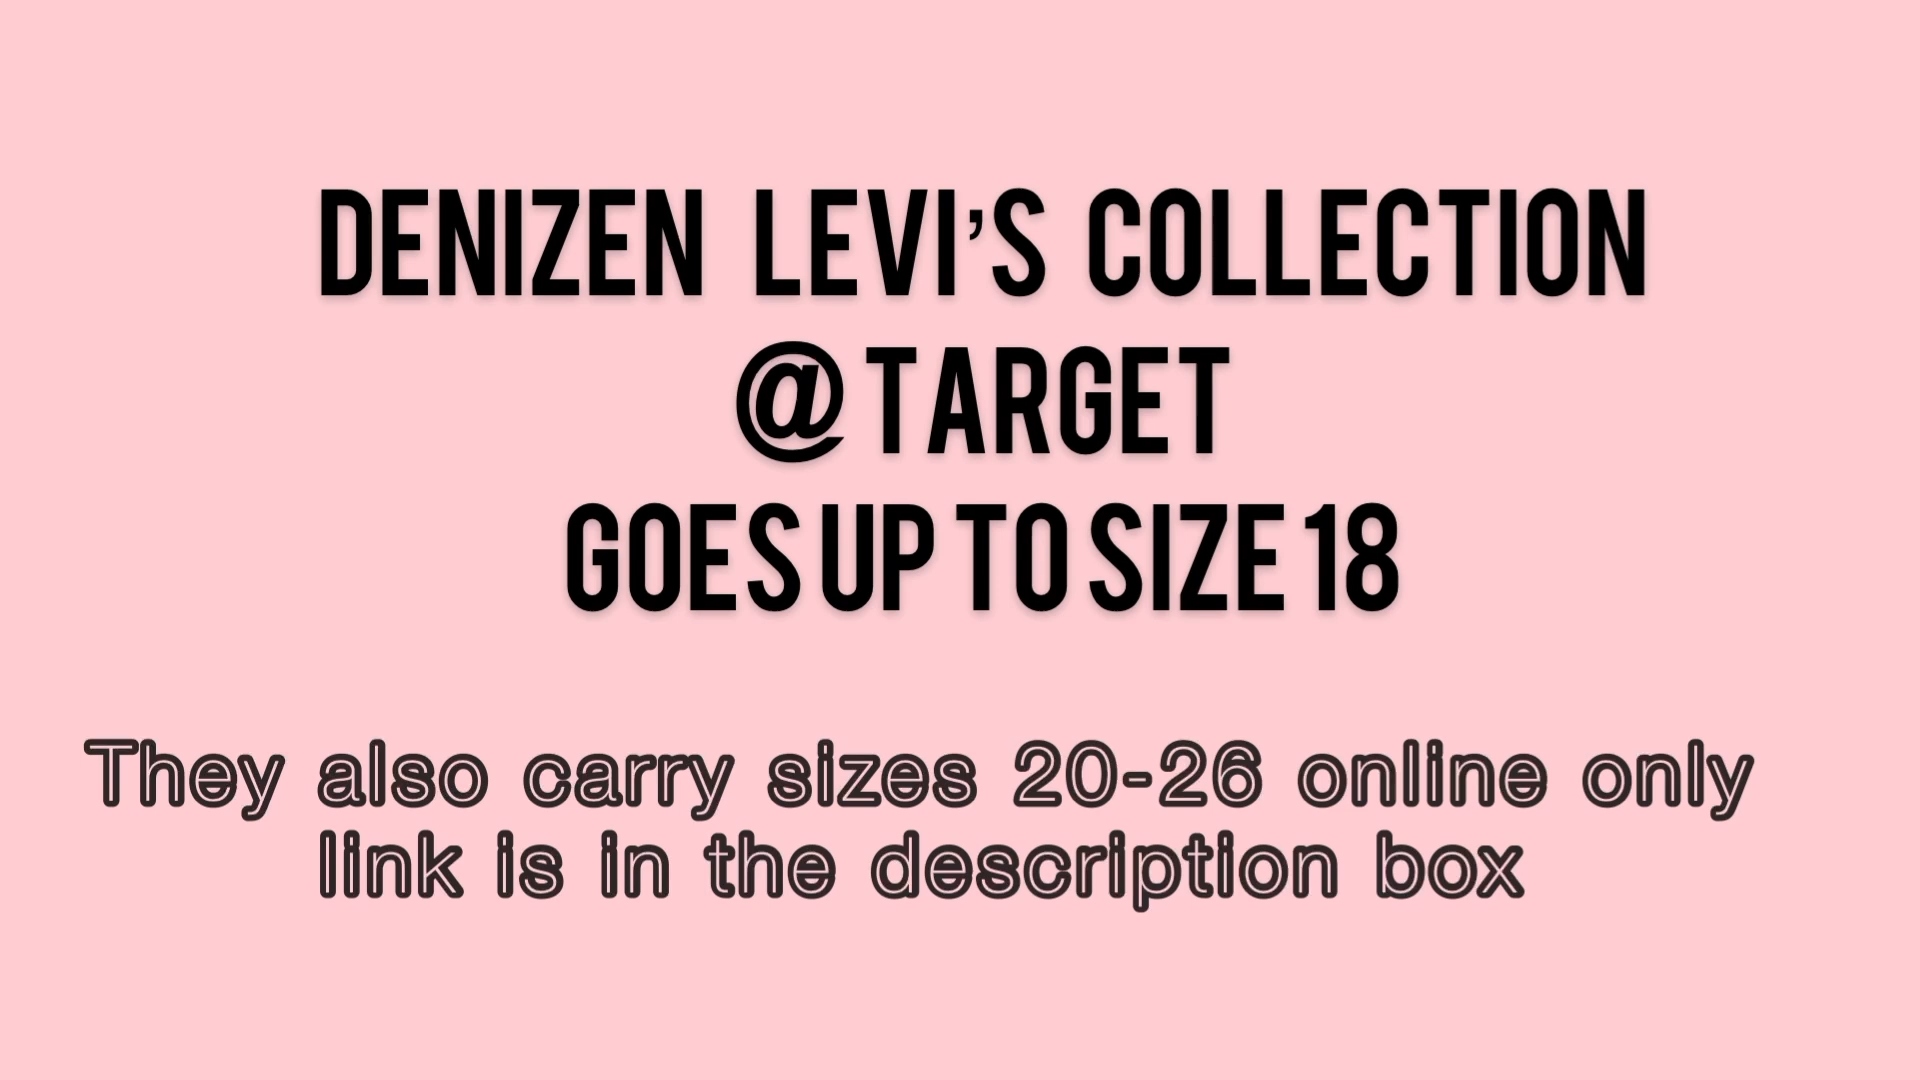 DENIZEN LEVI’S COLLECTION
@ TARGET
GOES UP TO SIZE 18
They also carry sizes 20-26 online only
link is in the description box